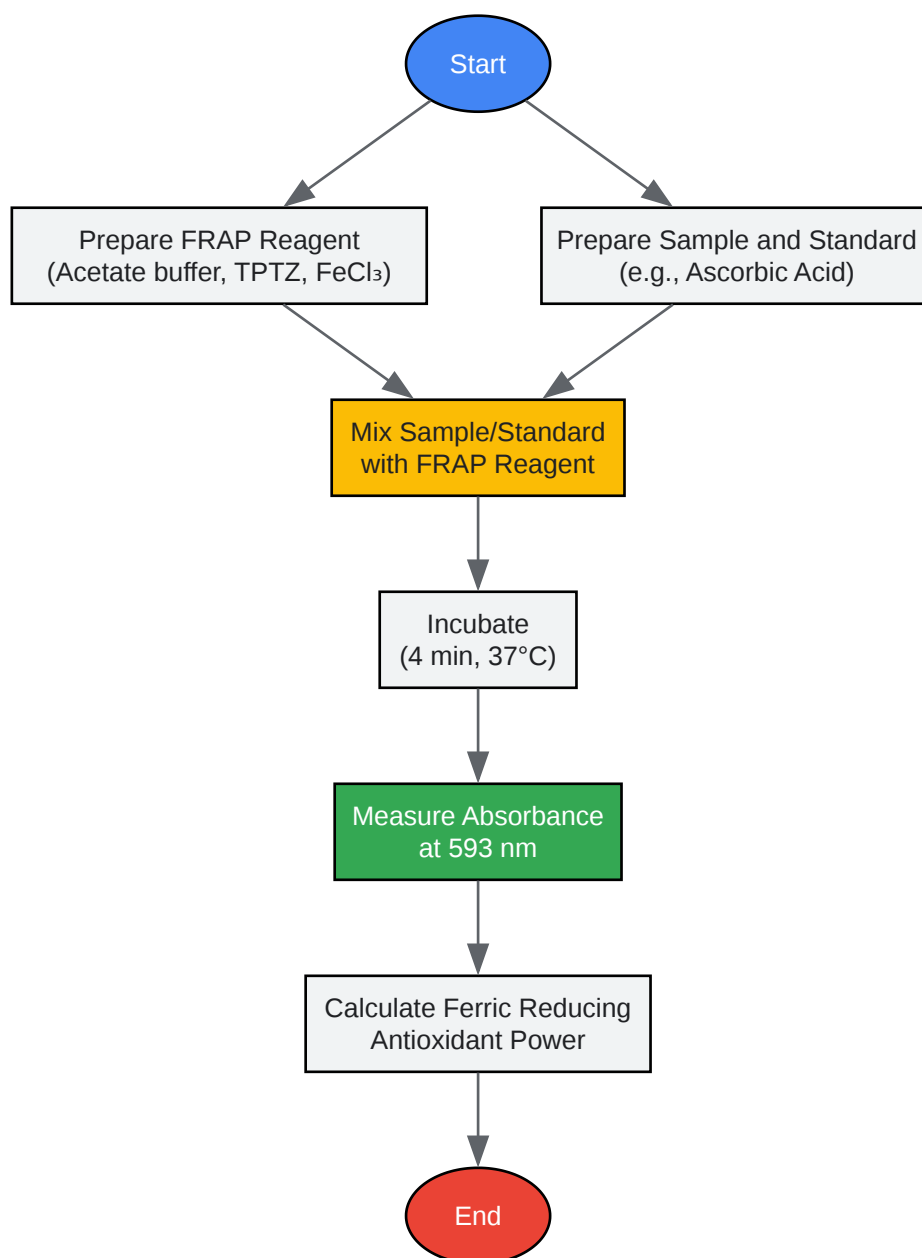 Start
Prepare FRAP Reagent
(Acetate buffer, TPTZ, FeCl₃)
Prepare Sample and Standard
(e.g., Ascorbic Acid)
Mix Sample/Standard
with FRAP Reagent
Incubate
(4 min, 37°C)
Measure Absorbance
at 593 nm
Calculate Ferric Reducing
Antioxidant Power
End